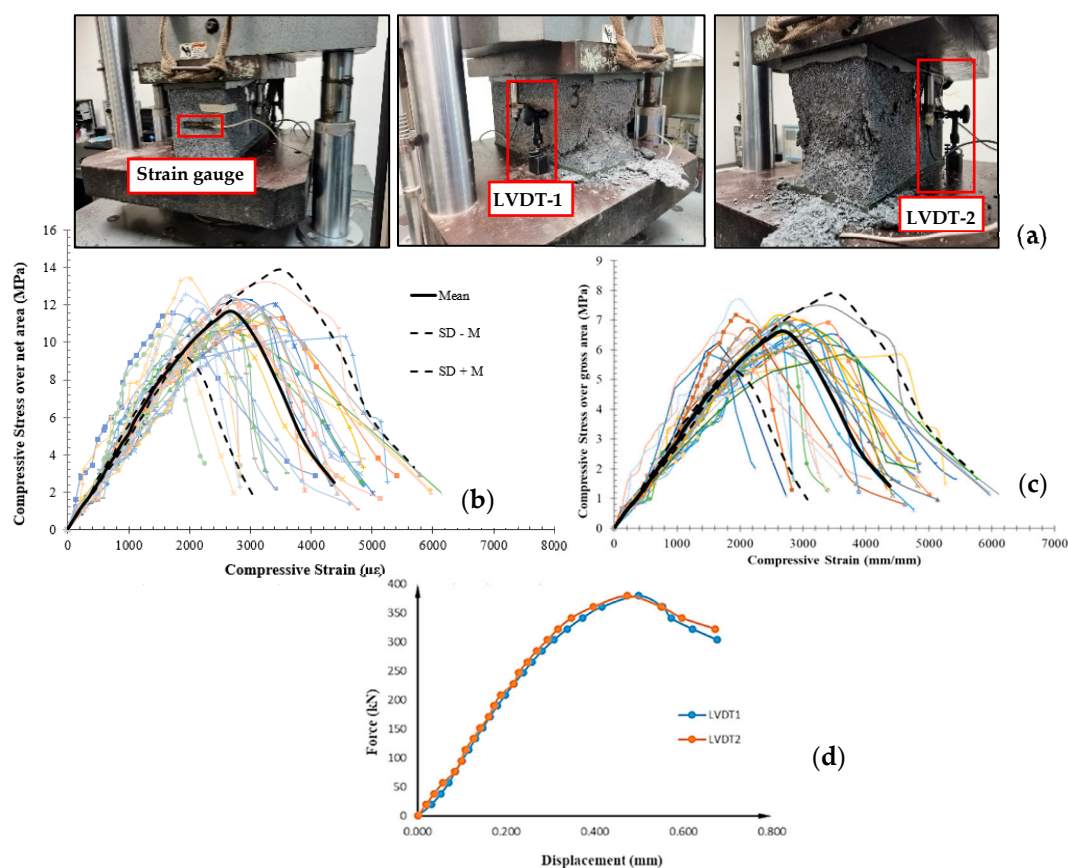 3
Strain gauge
LVDT-1
LVDT-2
(a)
Compressive Stress over net area (MPa)
16
14
12
10
8
6
4
2
0
0 1000 2000 3000 4000 5000 6000 7000 8000
Compressive Strain (με)
Mean
SD - M
SD + M
(b)
Compressive Stress over gross area (MPa)
9
8
7
6
5
4
3
2
1
0
0 1000 2000 3000 4000 5000 6000 7000
Compressive Strain (mm/mm)
(c)
Force (kN)
400
350
300
250
200
150
100
50
0
0.000 0.200 0.400 0.600 0.800
Displacement (mm)
LVDT1
LVDT2
(d)